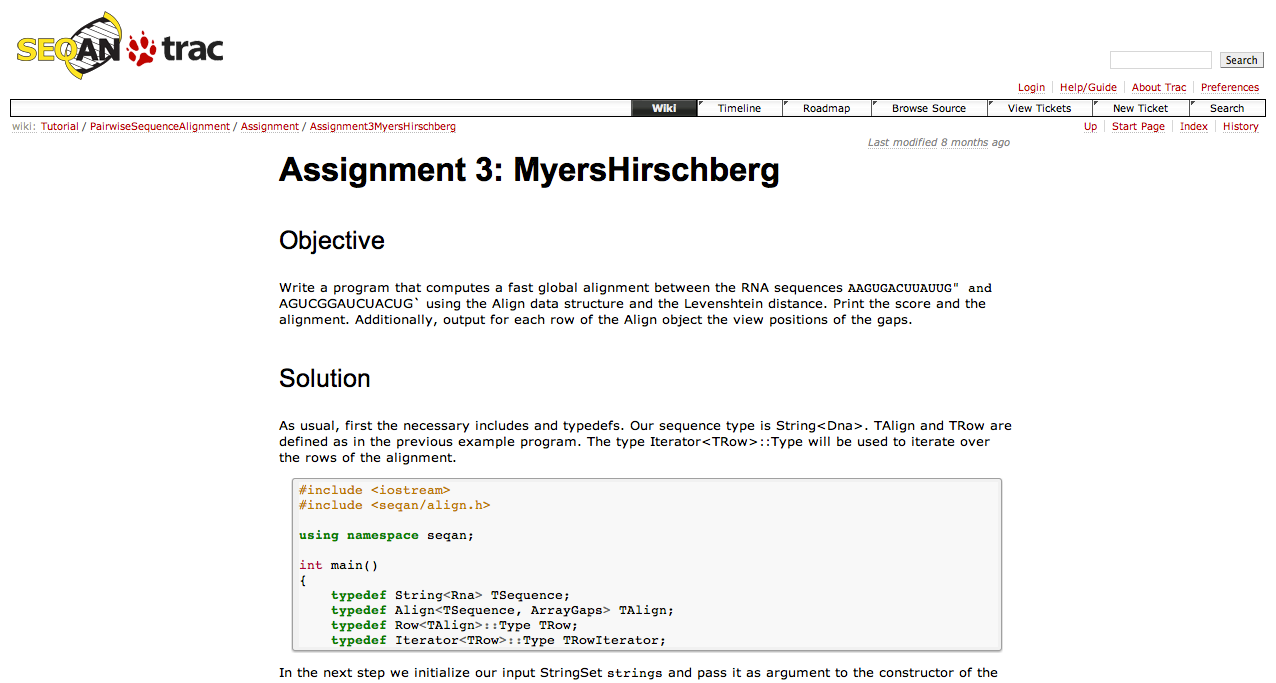 SEQAN trac
Search
Login Help/Guide About Trac Preferences
Wiki Timeline Roadmap Browse Source View Tickets New Ticket Search
wiki: Tutorial / PairwiseSequenceAlignment / Assignment / Assignment3MyersHirschberg
Up Start Page Index History
Last modified 8 months ago
Assignment 3: MyersHirschberg
Objective
Write a program that computes a fast global alignment between the RNA sequences AAGUGACUUAUUG" and
AGUCGGAUCUACUG` using the Align data structure and the Levenshtein distance. Print the score and the
alignment. Additionally, output for each row of the Align object the view positions of the gaps.
Solution
As usual, first the necessary includes and typedefs. Our sequence type is String<Dna>. TAlign and TRow are
defined as in the previous example program. The type Iterator<TRow>::Type will be used to iterate over
the rows of the alignment.
#include <iostream>
#include <seqan/align.h>
using namespace seqan;
int main()
{
typedef String<Rna> TSequence;
typedef Align<TSequence, ArrayGaps> TAlign;
typedef Row<TAlign>::Type TRow;
typedef Iterator<TRow>::Type TRowIterator;
In the next step we initialize our input StringSet strings and pass it as argument to the constructor of the